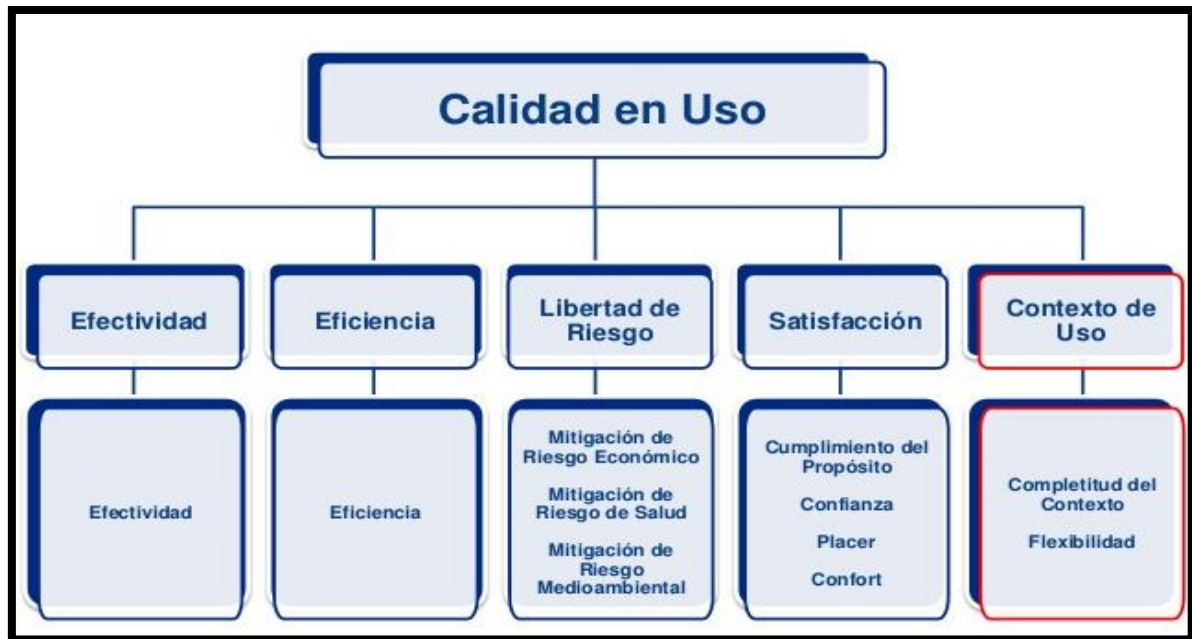 Calidad en Uso
Efectividad
Eficiencia
Libertad de
Riesgo
Satisfacción
Contexto de
Uso
Efectividad
Eficiencia
Mitigación de
Riesgo Económico
Mitigación de
Riesgo de Salud
Mitigación de
Riesgo
Medioambiental
Cumplimiento del
Propósito
Confianza
Placer
Confort
Completitud del
Contexto
Flexibilidad